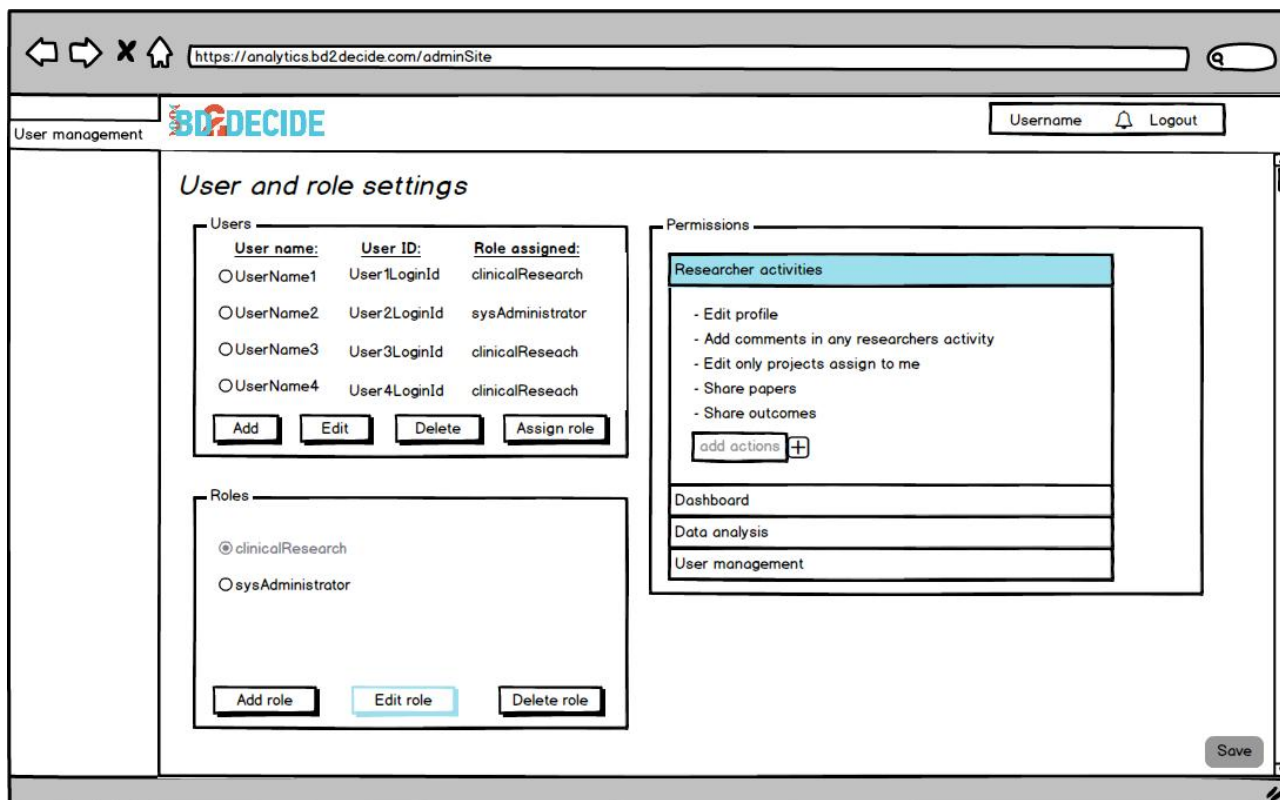 https://analytics.bd2decide.com/adminSite
User management
BD2DECIDE
Username Logout
User and role settings
Users
User name: User ID: Role assigned:
UserName1 User1LoginId clinicalResearch
UserName2 User2LoginId sysAdministrator
UserName3 User3LoginId clinicalReseach
UserName4 User4LoginId clinicalReseach
Add Edit Delete Assign role
Roles
clinicalResearch
sysAdministrator
Add role Edit role Delete role
Permissions
Researcher activities
- Edit profile
- Add comments in any researchers activity
- Edit only projects assign to me
- Share papers
- Share outcomes
add actions
Dashboard
Data analysis
User management
Save